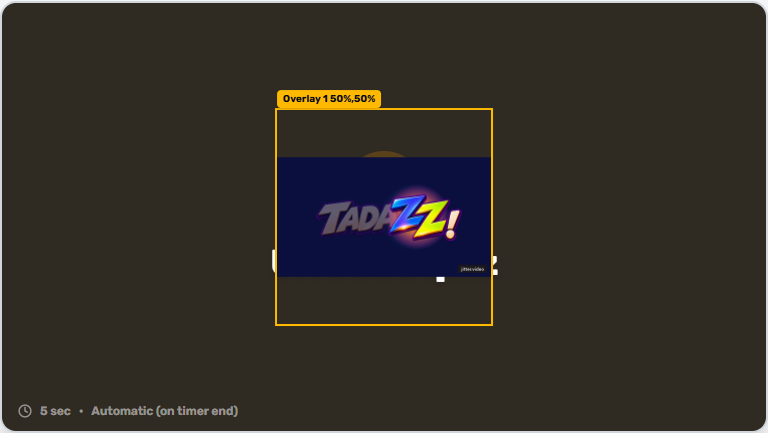 Overlay 1 50%,50%
TADAZZ!
jitter.video
5 sec • Automatic (on timer end)